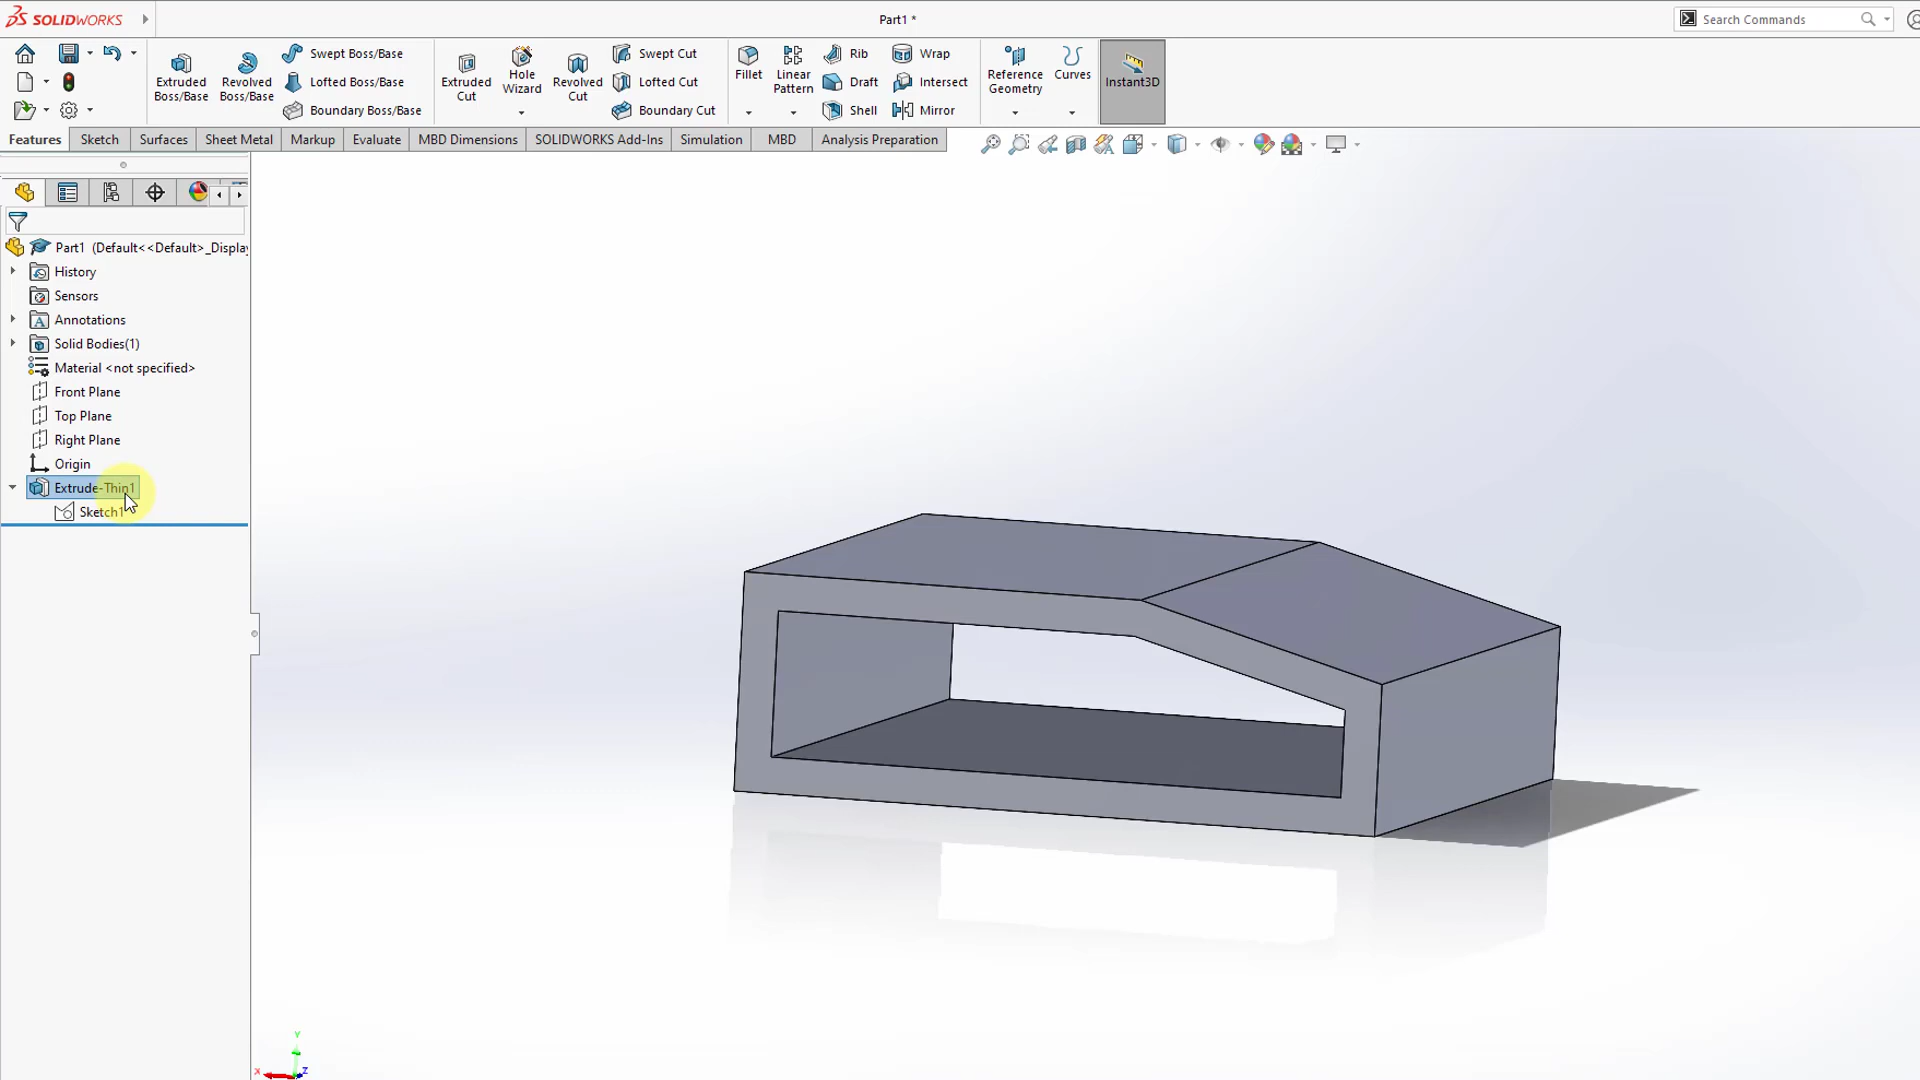 SOLIDWORKS
Part1 *
Search Commands
Extruded Boss/Base
Revolved Boss/Base
Swept Boss/Base
Lofted Boss/Base
Boundary Boss/Base
Extruded Cut
Hole Wizard
Revolved Cut
Swept Cut
Lofted Cut
Boundary Cut
Fillet
Linear Pattern
Rib
Draft
Shell
Wrap
Intersect
Mirror
Reference Geometry
Curves
Instant3D
Features
Sketch
Surfaces
Sheet Metal
Markup
Evaluate
MBD Dimensions
SOLIDWORKS Add-Ins
Simulation
MBD
Analysis Preparation
Part1 (Default<<Default>_Display
History
Sensors
Annotations
Solid Bodies(1)
Material <not specified>
Front Plane
Top Plane
Right Plane
Origin
Extrude-Thin1
Sketch1
Y
X
Z